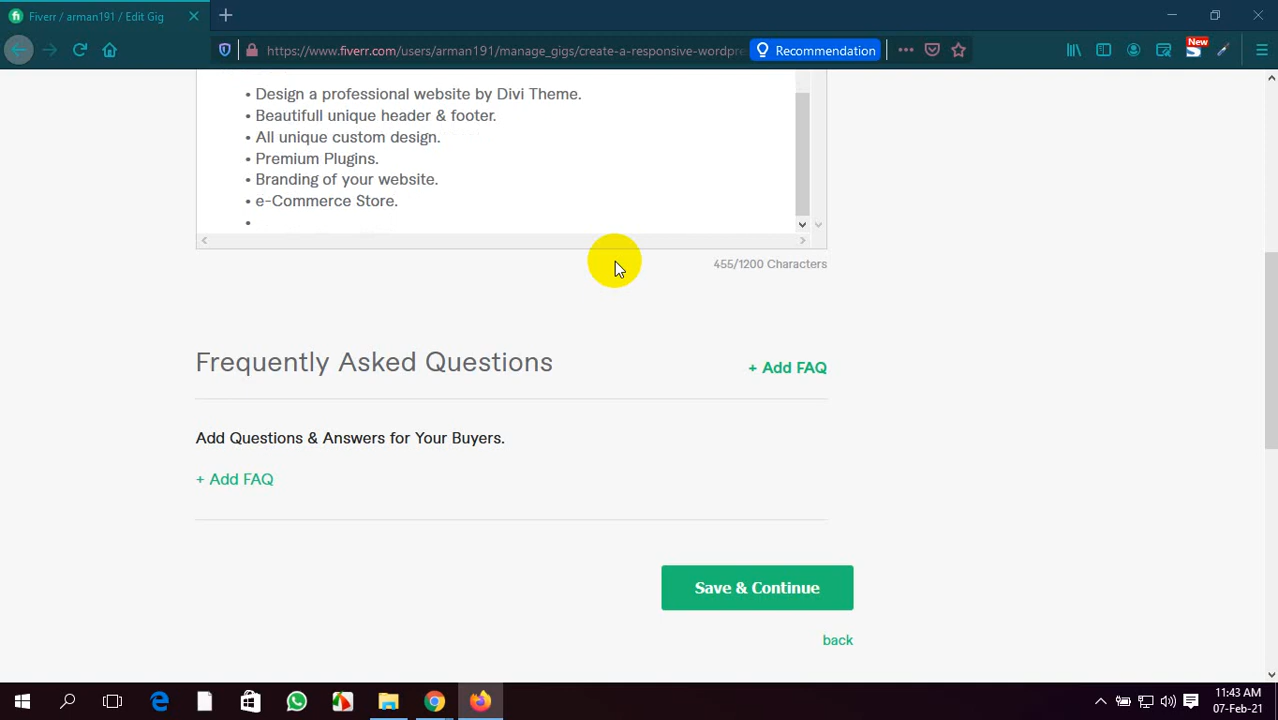 Fiverr / arman191 / Edit Gig
https://www.fiverr.com/users/arman191/manage_gigs/create-a-responsive-wordpre
Recommendation
New
• Design a professional website by Divi Theme.
• Beautifull unique header & footer.
• All unique custom design.
• Premium Plugins.
• Branding of your website.
• e-Commerce Store.
•
455/1200 Characters
Frequently Asked Questions
+ Add FAQ
Add Questions & Answers for Your Buyers.
+ Add FAQ
Save & Continue
back
11:43 AM
07-Feb-21